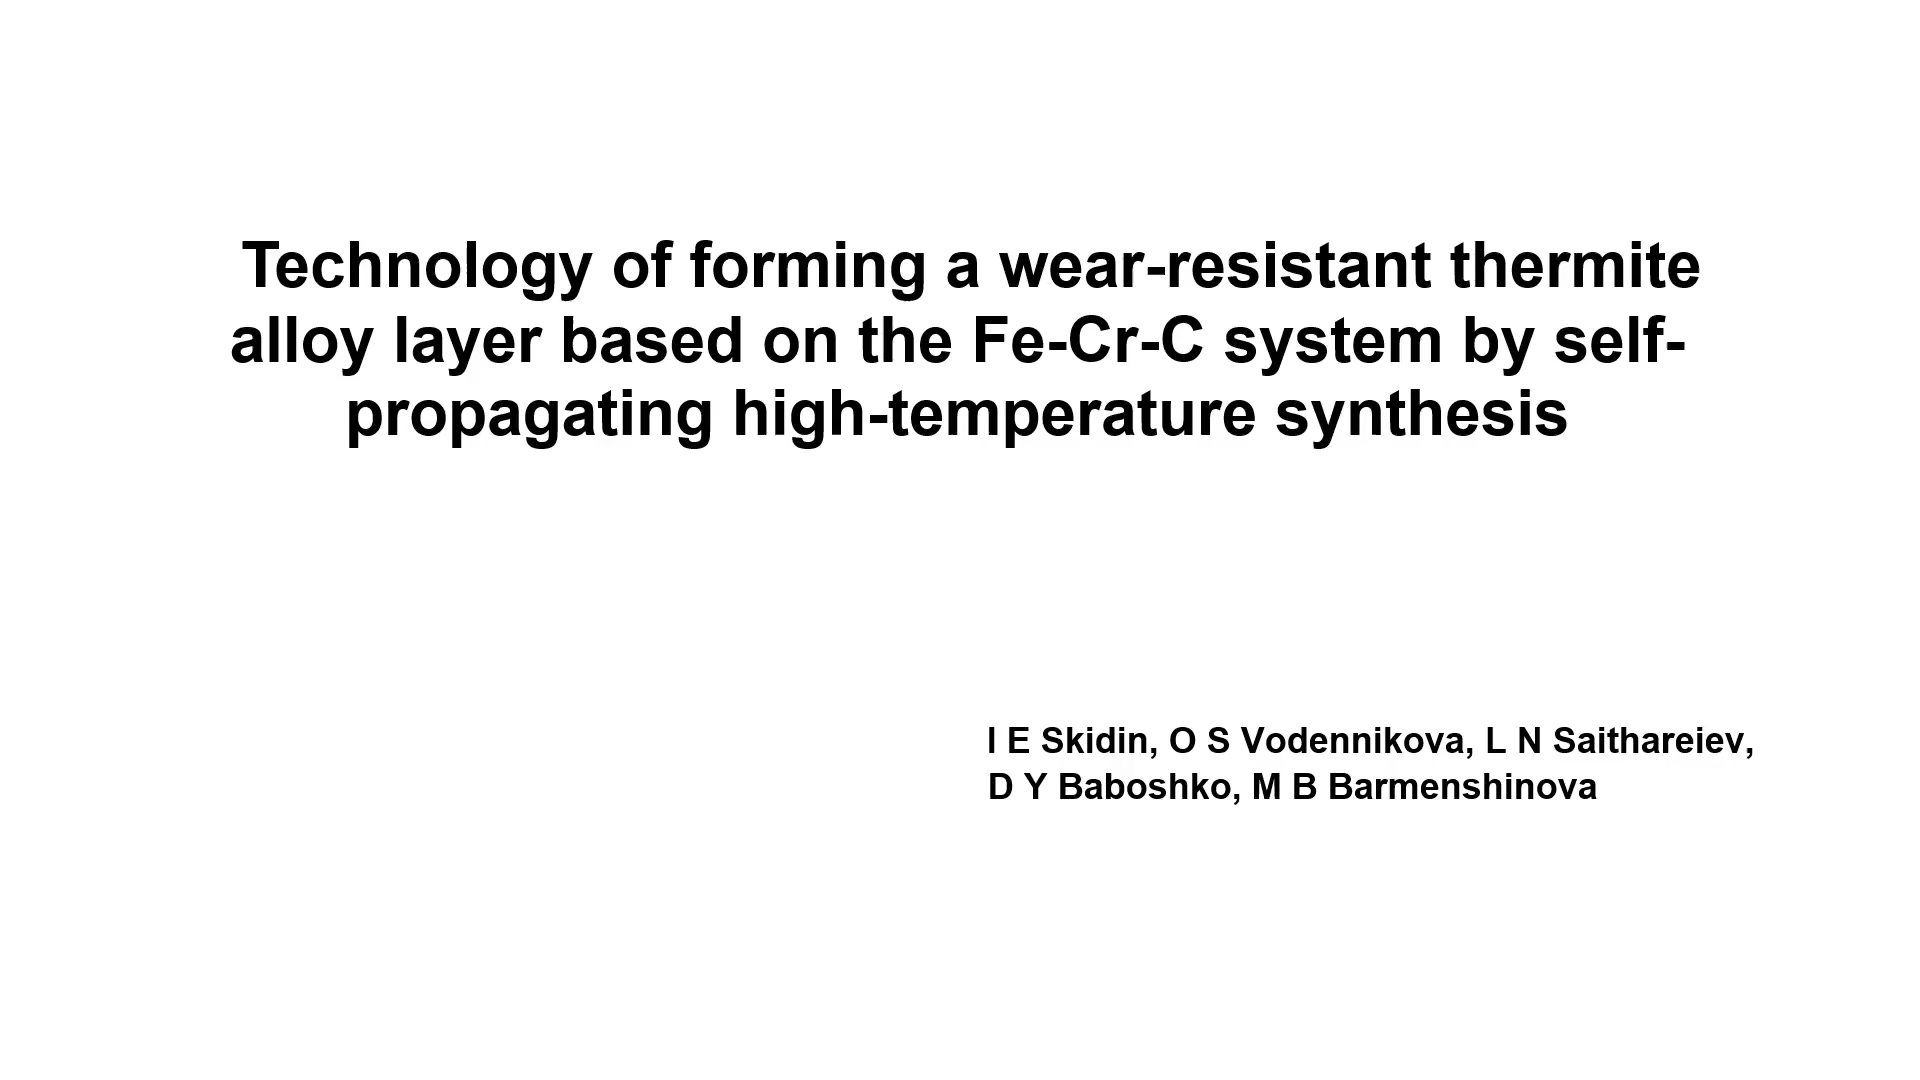 Technology of forming a wear-resistant thermite
alloy layer based on the Fe-Cr-C system by self-
propagating high-temperature synthesis
I E Skidin, O S Vodennikova, L N Saithareiev,
D Y Baboshko, M B Barmenshinova